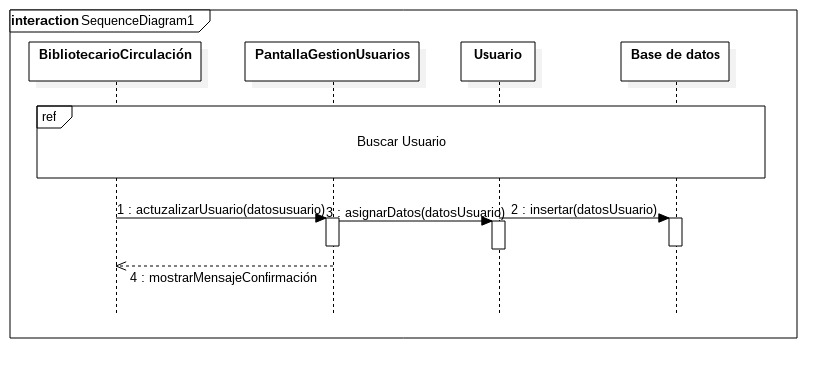 interaction SequenceDiagram1
BibliotecarioCirculación
PantallaGestionUsuarios
Usuario
Base de datos
ref
Buscar Usuario
1 : actuzalizarUsuario(datosusuario)
3 : asignarDatos(datosUsuario)
2 : insertar(datosUsuario)
4 : mostrarMensajeConfirmación